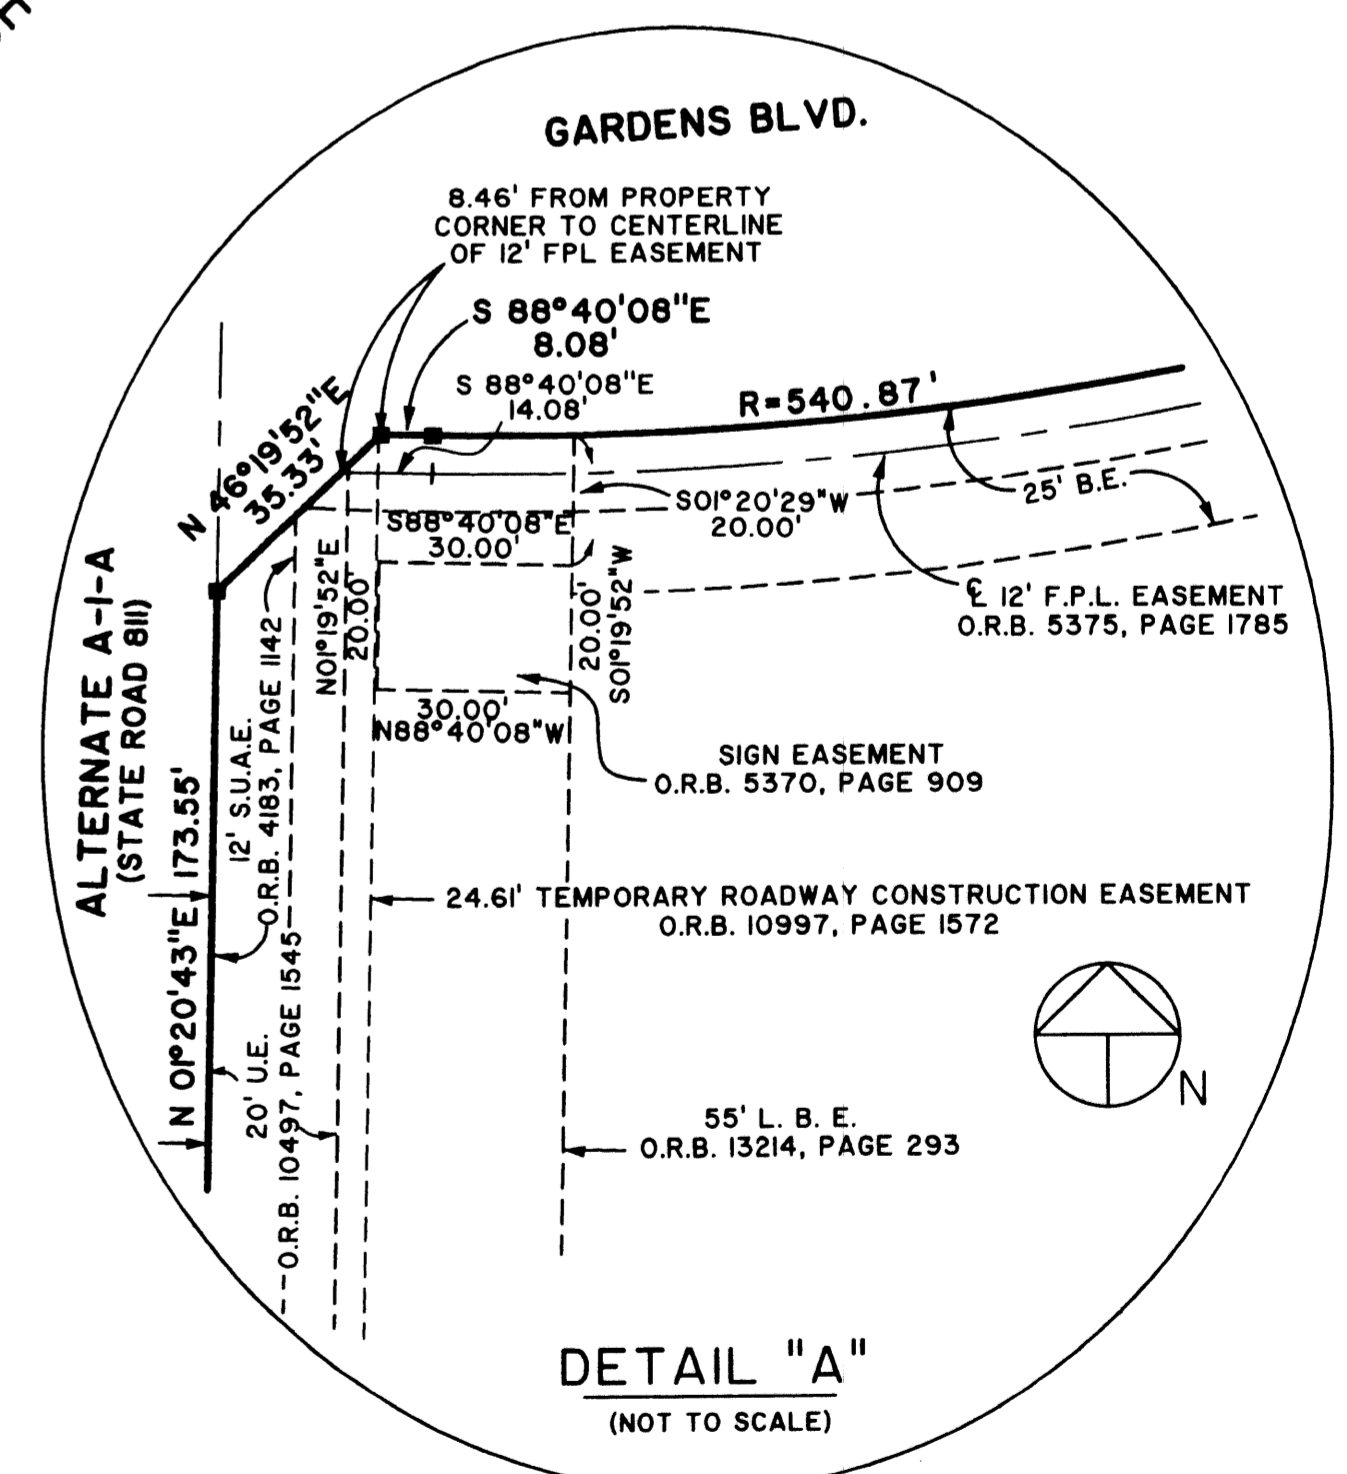 GARDENS BLVD.
8.46' FROM PROPERTY
CORNER TO CENTERLINE
OF 12' FPL EASEMENT
S 88°40'08"E
8.08'
S 88°40'08"E
14.08'
R=540.87'
N 46°19'52"E
35.33'
S01°20'29"W
20.00'
25' B.E.
S88°40'08"E
30.00'
N01°19'52"E
20.00'
20.00'
S01°19'52"W
℄ 12' F.P.L. EASEMENT
O.R.B. 5375, PAGE 1785
30.00'
N88°40'08"W
SIGN EASEMENT
O.R.B. 5370, PAGE 909
ALTERNATE A-1-A
(STATE ROAD 811)
N 01°20'43"E 173.55'
12' S.U.A.E.
O.R.B. 4183, PAGE 1142
20' U.E.
O.R.B. 10497, PAGE 1545
24.61' TEMPORARY ROADWAY CONSTRUCTION EASEMENT
O.R.B. 10997, PAGE 1572
55' L. B. E.
O.R.B. 13214, PAGE 293
N
DETAIL "A"
(NOT TO SCALE)